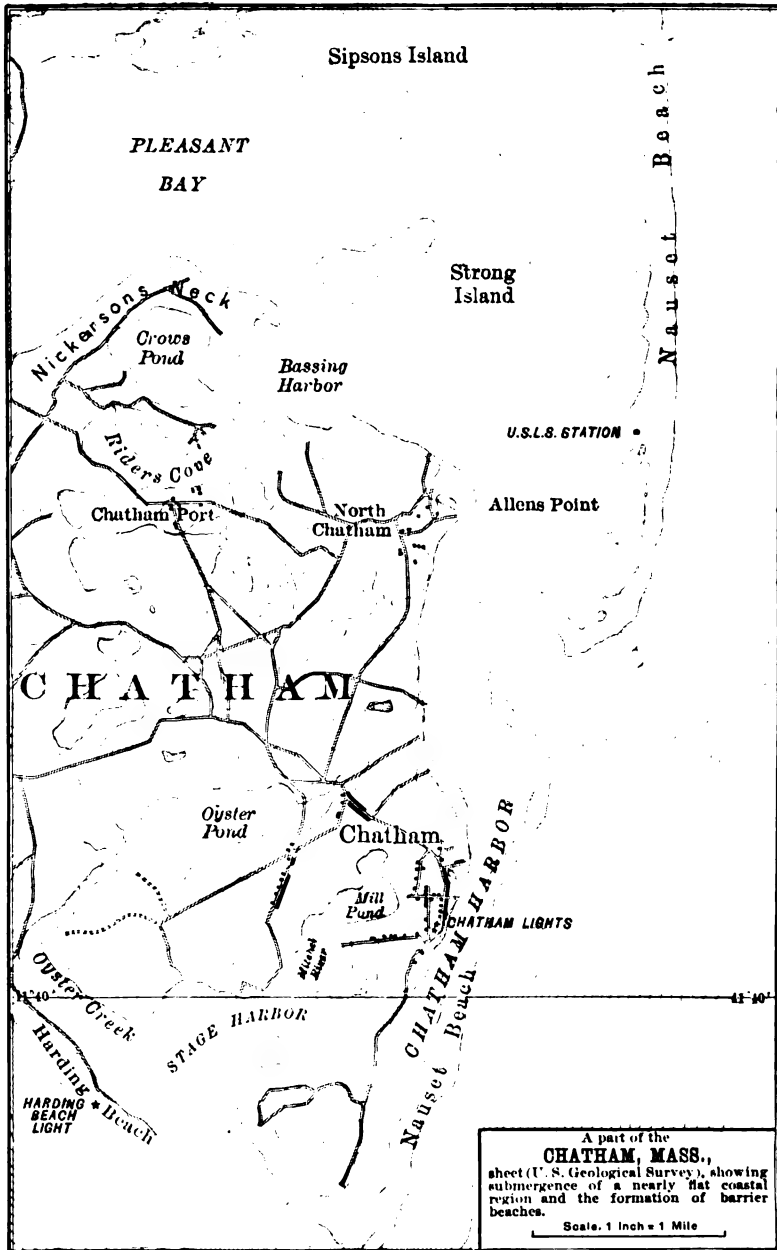 Sipsons Island
Nauset Beach
PLEASANT
BAY
Strong
Island
Nickersons Neck
Crows
Pond
Bassing
Harbor
U.S.L.S. STATION
Riders Cove
Allens Point
North
Chatham
Chatham Port
CHATHAM
Oyster
Pond
Chatham
CHATHAM HARBOR
Mill
Pond
CHATHAM LIGHTS
Mitchel
River
Oyster Creek
41°40'
41°40'
STAGE HARBOR
Nauset Beach
Harding Beach
HARDING
BEACH
LIGHT
A part of the
CHATHAM, MASS.,
sheet (U. S. Geological Survey), showing
submergence of a nearly flat coastal
region and the formation of barrier
beaches.
Scale. 1 Inch = 1 Mile